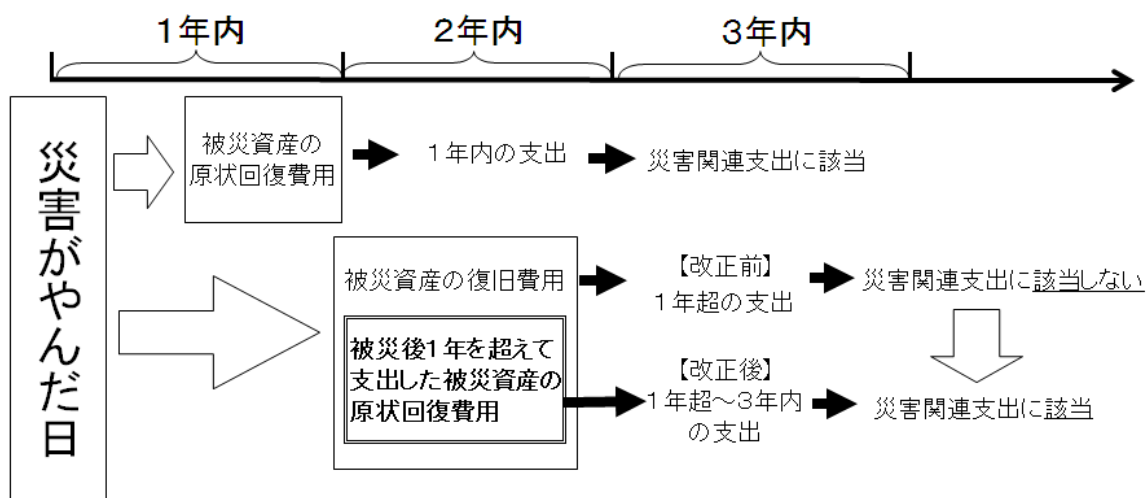 1年内
2年内
3年内
災害がやんだ日
被災資産の
原状回復費用
1年内の支出
災害関連支出に該当
被災資産の復旧費用
【改正前】
1年超の支出
災害関連支出に該当しない
被災後1年を超えて
支出した被災資産の
原状回復費用
【改正後】
1年超～3年内
の支出
災害関連支出に該当